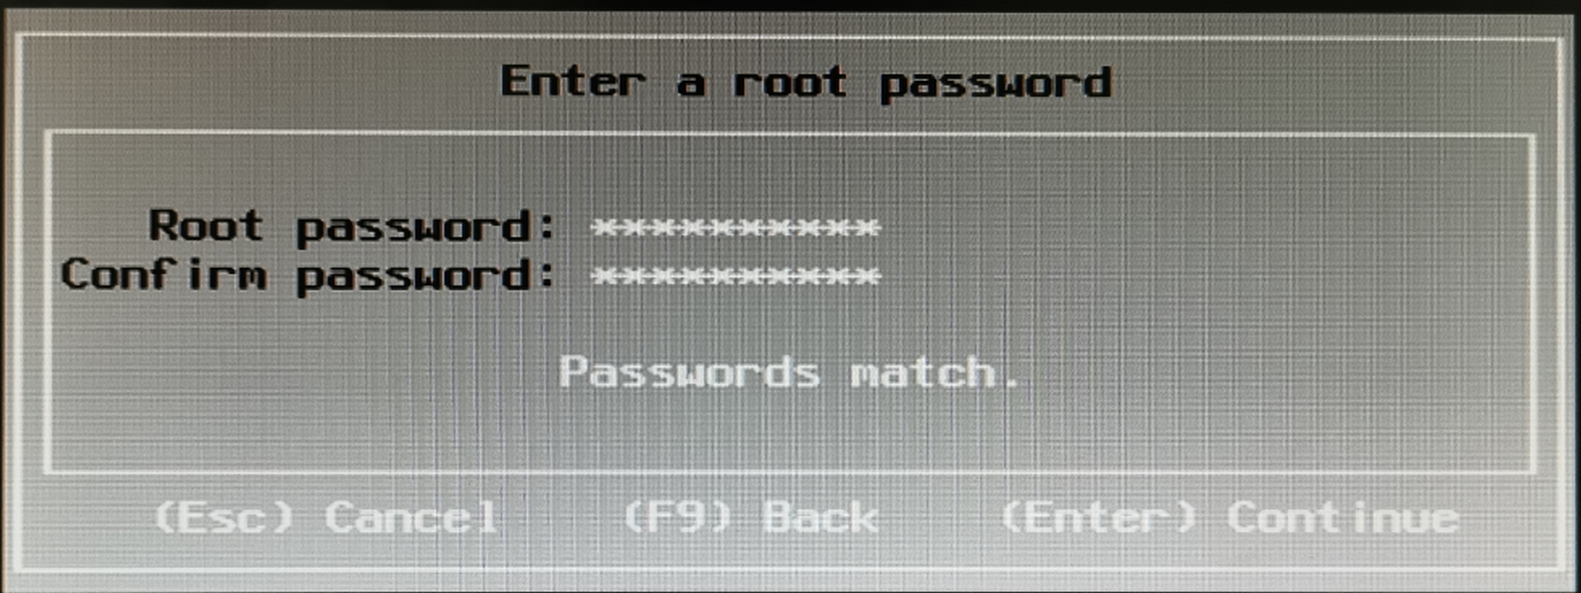 Enter a root password
Root password: **********
Confirm password: **********
Passwords match.
(Esc) Cancel (F9) Back (Enter) Continue